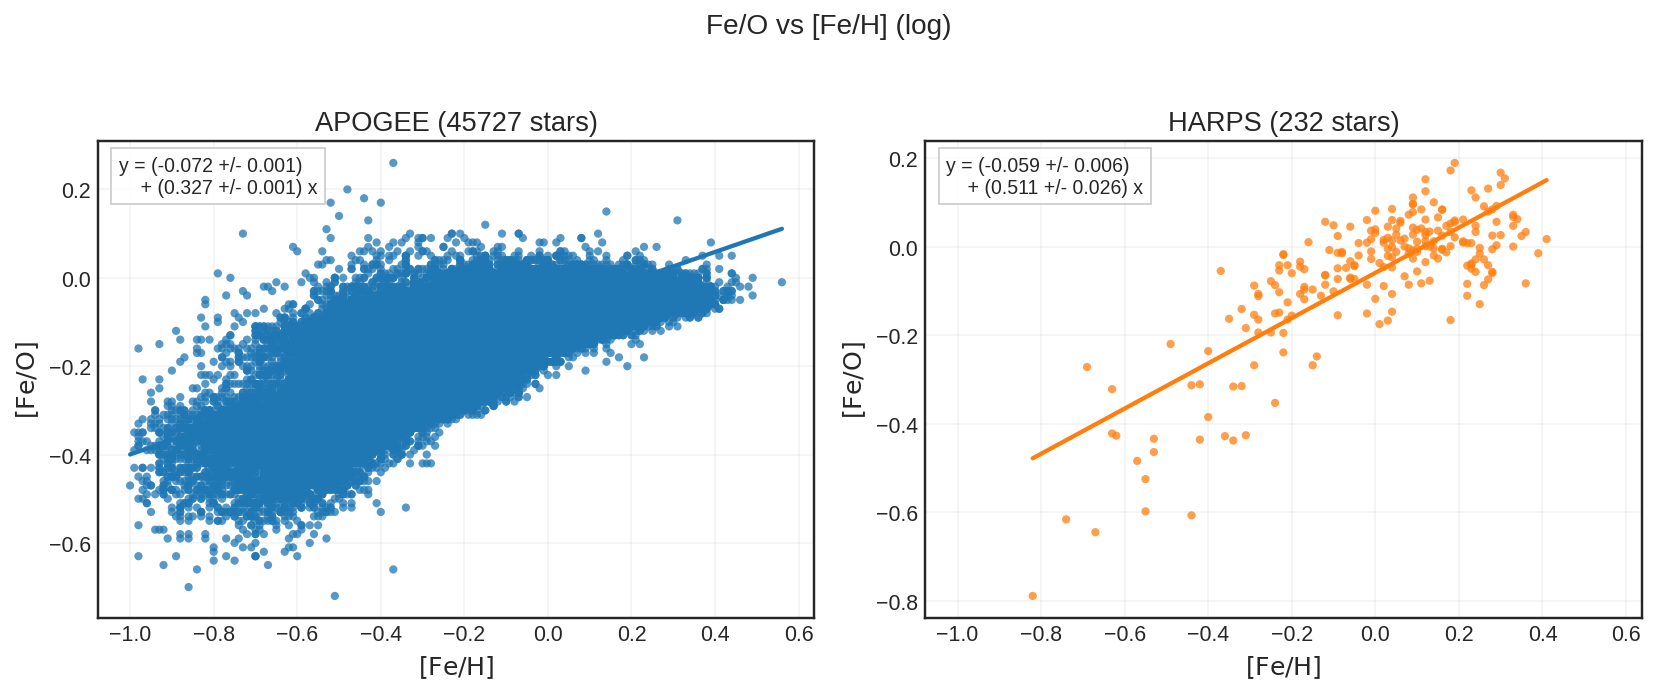 Fe/O vs [Fe/H] (log)
APOGEE (45727 stars)
y = (-0.072 +/- 0.001)
+ (0.327 +/- 0.001) x
0.2
0.0
−0.2
−0.4
−0.6
[Fe/O]
−1.0 −0.8 −0.6 −0.4 −0.2 0.0 0.2 0.4 0.6
[Fe/H]
HARPS (232 stars)
y = (-0.059 +/- 0.006)
+ (0.511 +/- 0.026) x
0.2
0.0
−0.2
−0.4
−0.6
−0.8
[Fe/O]
−1.0 −0.8 −0.6 −0.4 −0.2 0.0 0.2 0.4 0.6
[Fe/H]